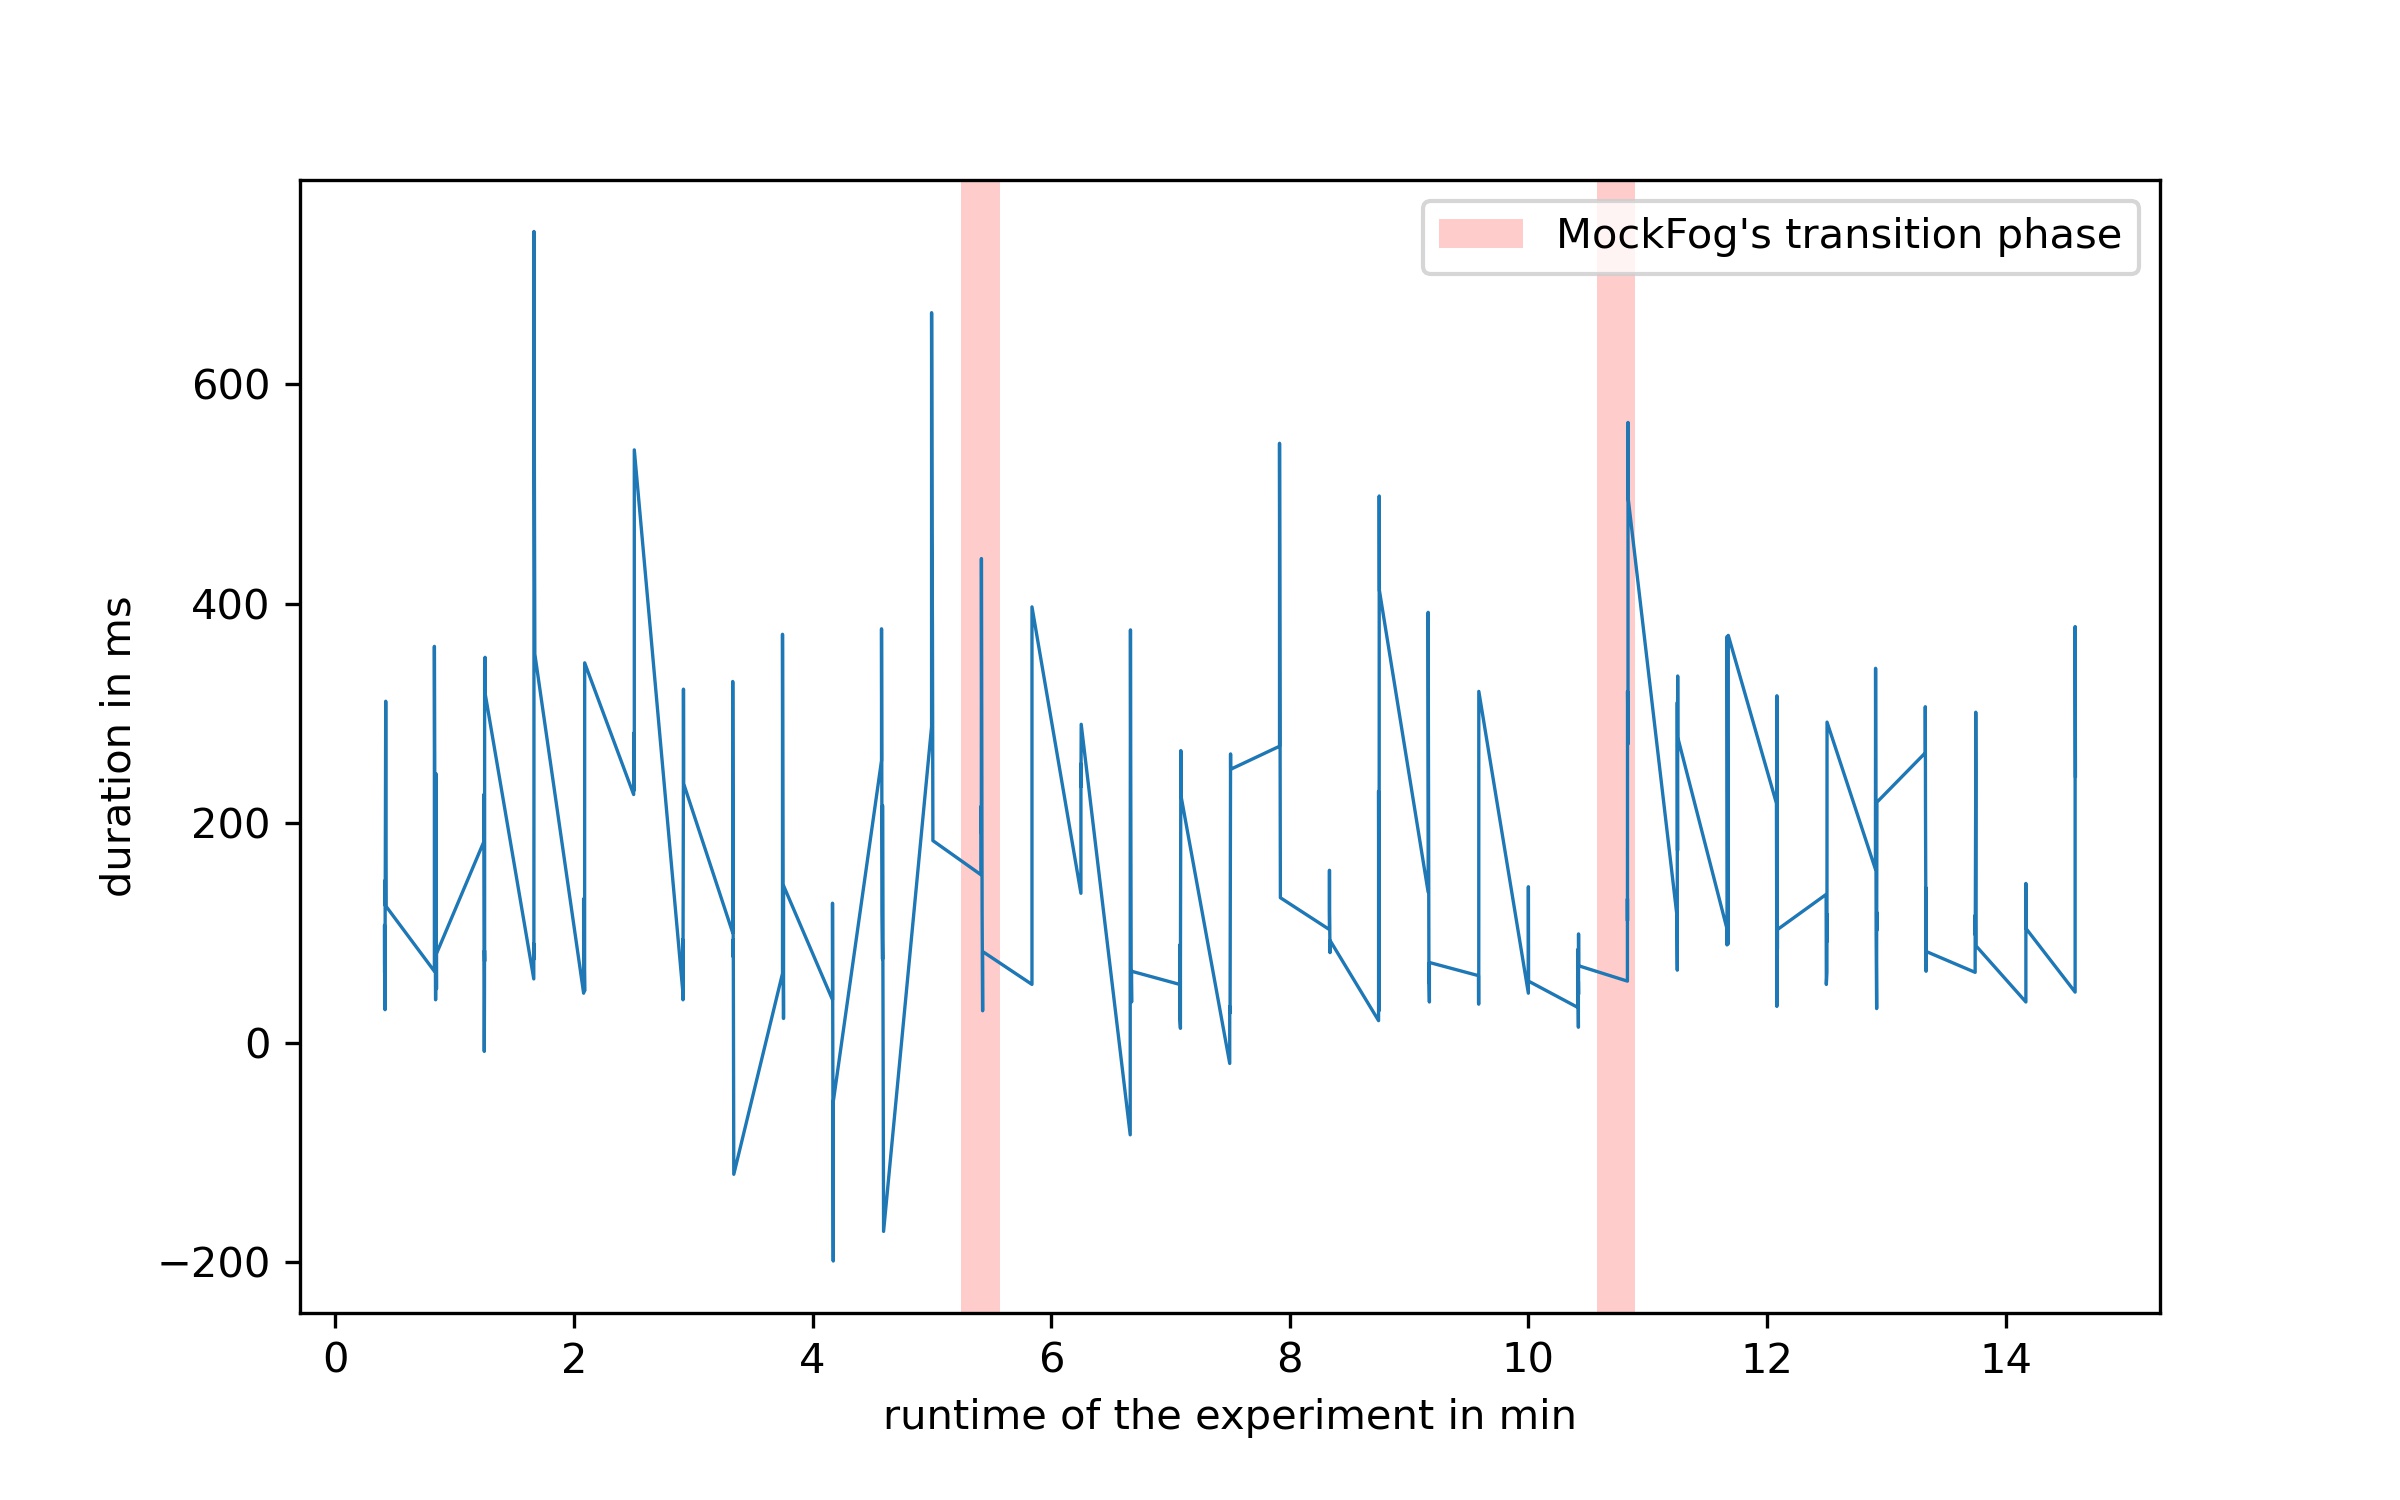 MockFog's transition phase
600
400
200
0
−200
duration in ms
0 2 4 6 8 10 12 14
runtime of the experiment in min